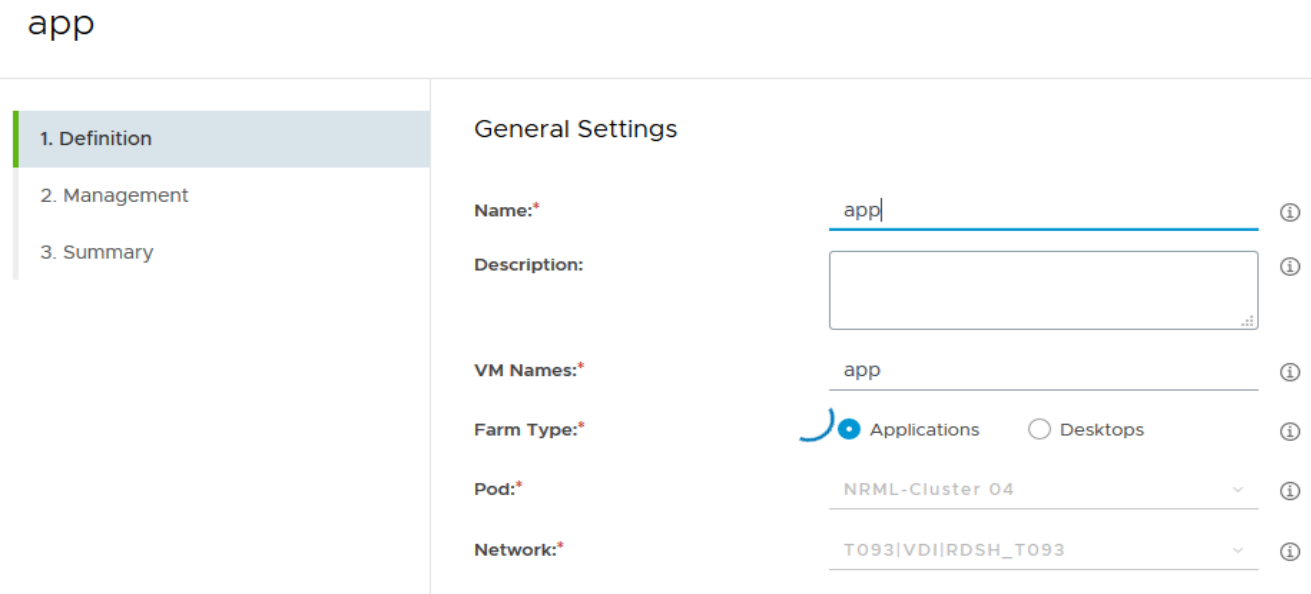 app
1. Definition
2. Management
3. Summary
General Settings
Name:* app
Description:
VM Names:* app
Farm Type:* Applications Desktops
Pod:* NRML-Cluster 04
Network:* T093|VDI|RDSH_T093